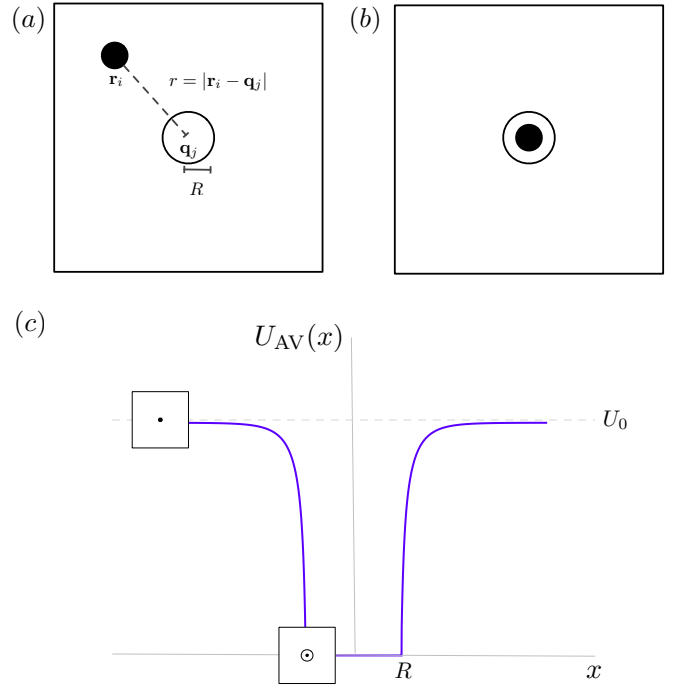 (a)
(b)
r_i
r = |r_i − q_j|
q_j
R
(c)
U_AV(x)
U_0
R
x